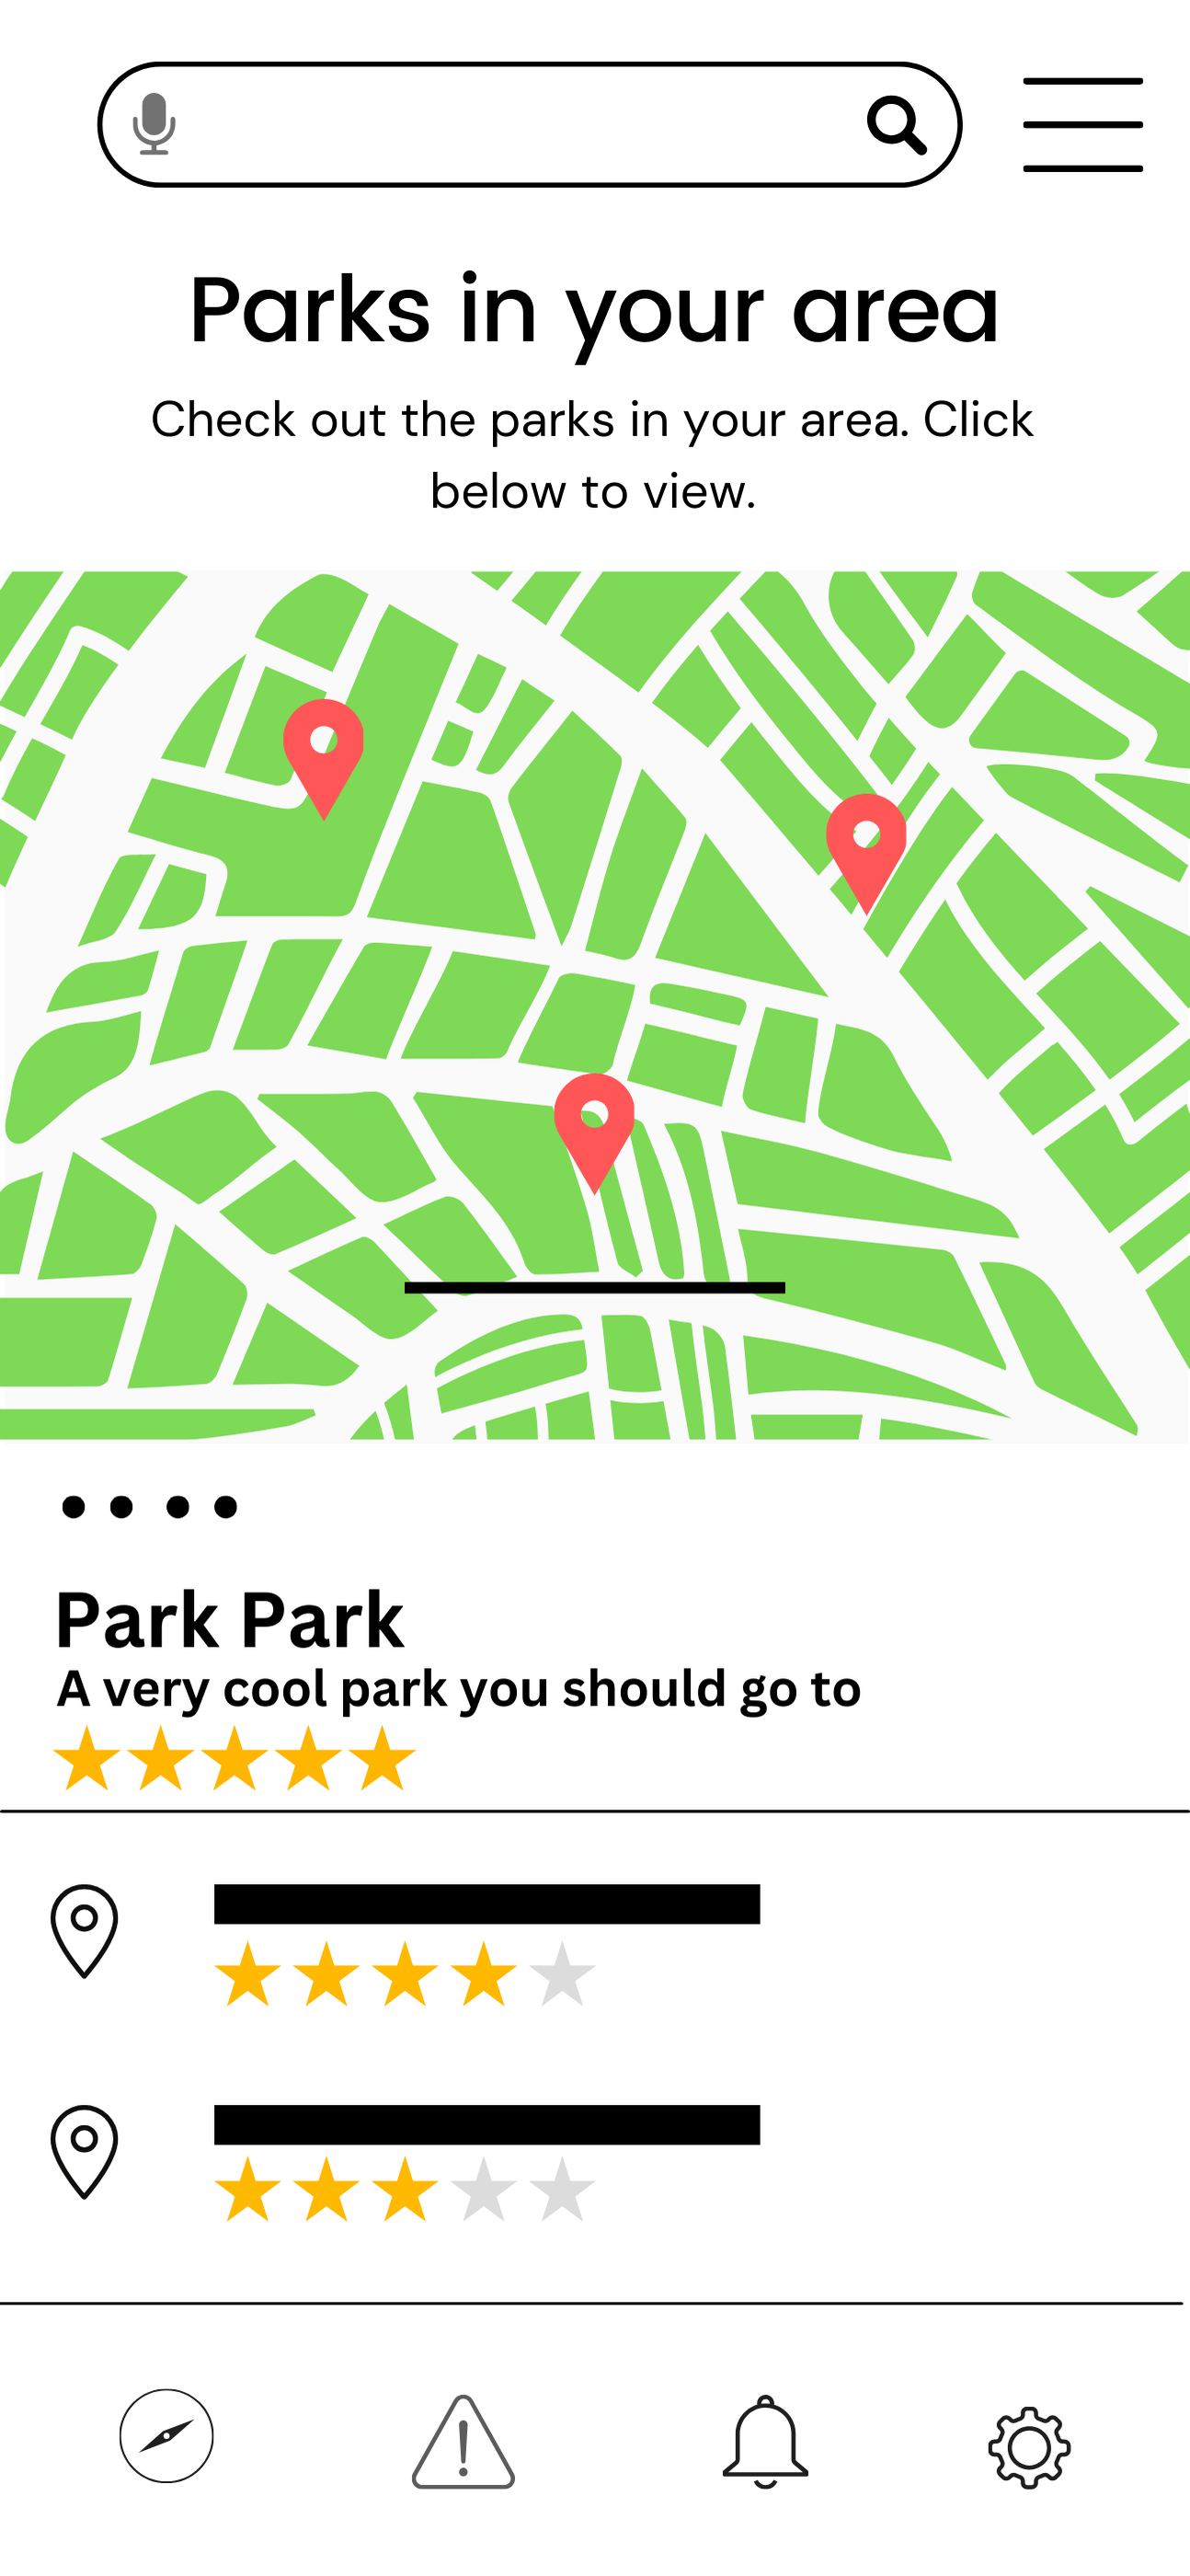 Parks in your area
Check out the parks in your area. Click
below to view.
Park Park
A very cool park you should go to